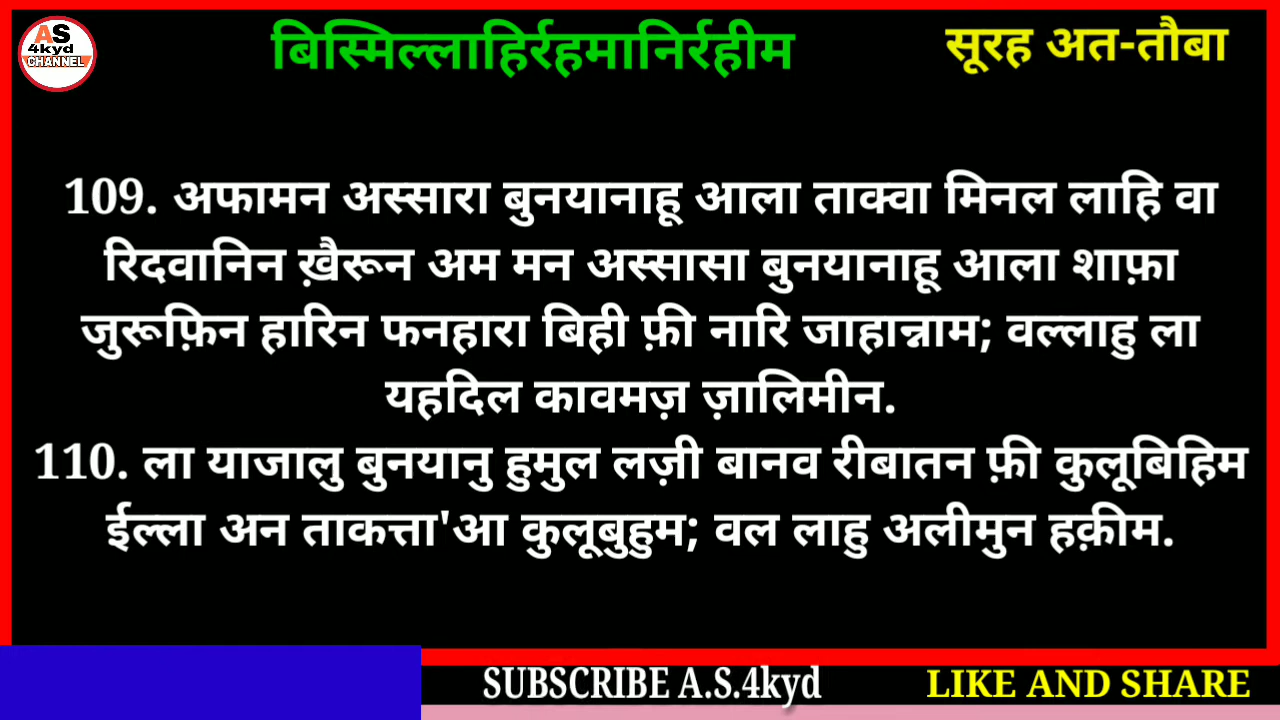 AS
4kyd
CHANNEL
बिस्मिल्लाहिर्रहमानिर्रहीम
सूरह अत-तौबा
109. अफामन अस्सारा बुनयानाहू आला ताक्वा मिनल लाहि वा
रिदवानिन ख़ैरून अम मन अस्सासा बुनयानाहू आला शाफ़ा
जुरूफ़िन हारिन फनहारा बिही फ़ी नारि जाहान्नाम; वल्लाहु ला
यहदिल कावमज़ ज़ालिमीन.
110. ला याजालु बुनयानु हुमुल लज़ी बानव रीबातन फ़ी कुलूबिहिम
ईल्ला अन ताकत्ता'आ कुलूबुहुम; वल लाहु अलीमुन हक़ीम.
SUBSCRIBE A.S.4kyd
LIKE AND SHARE